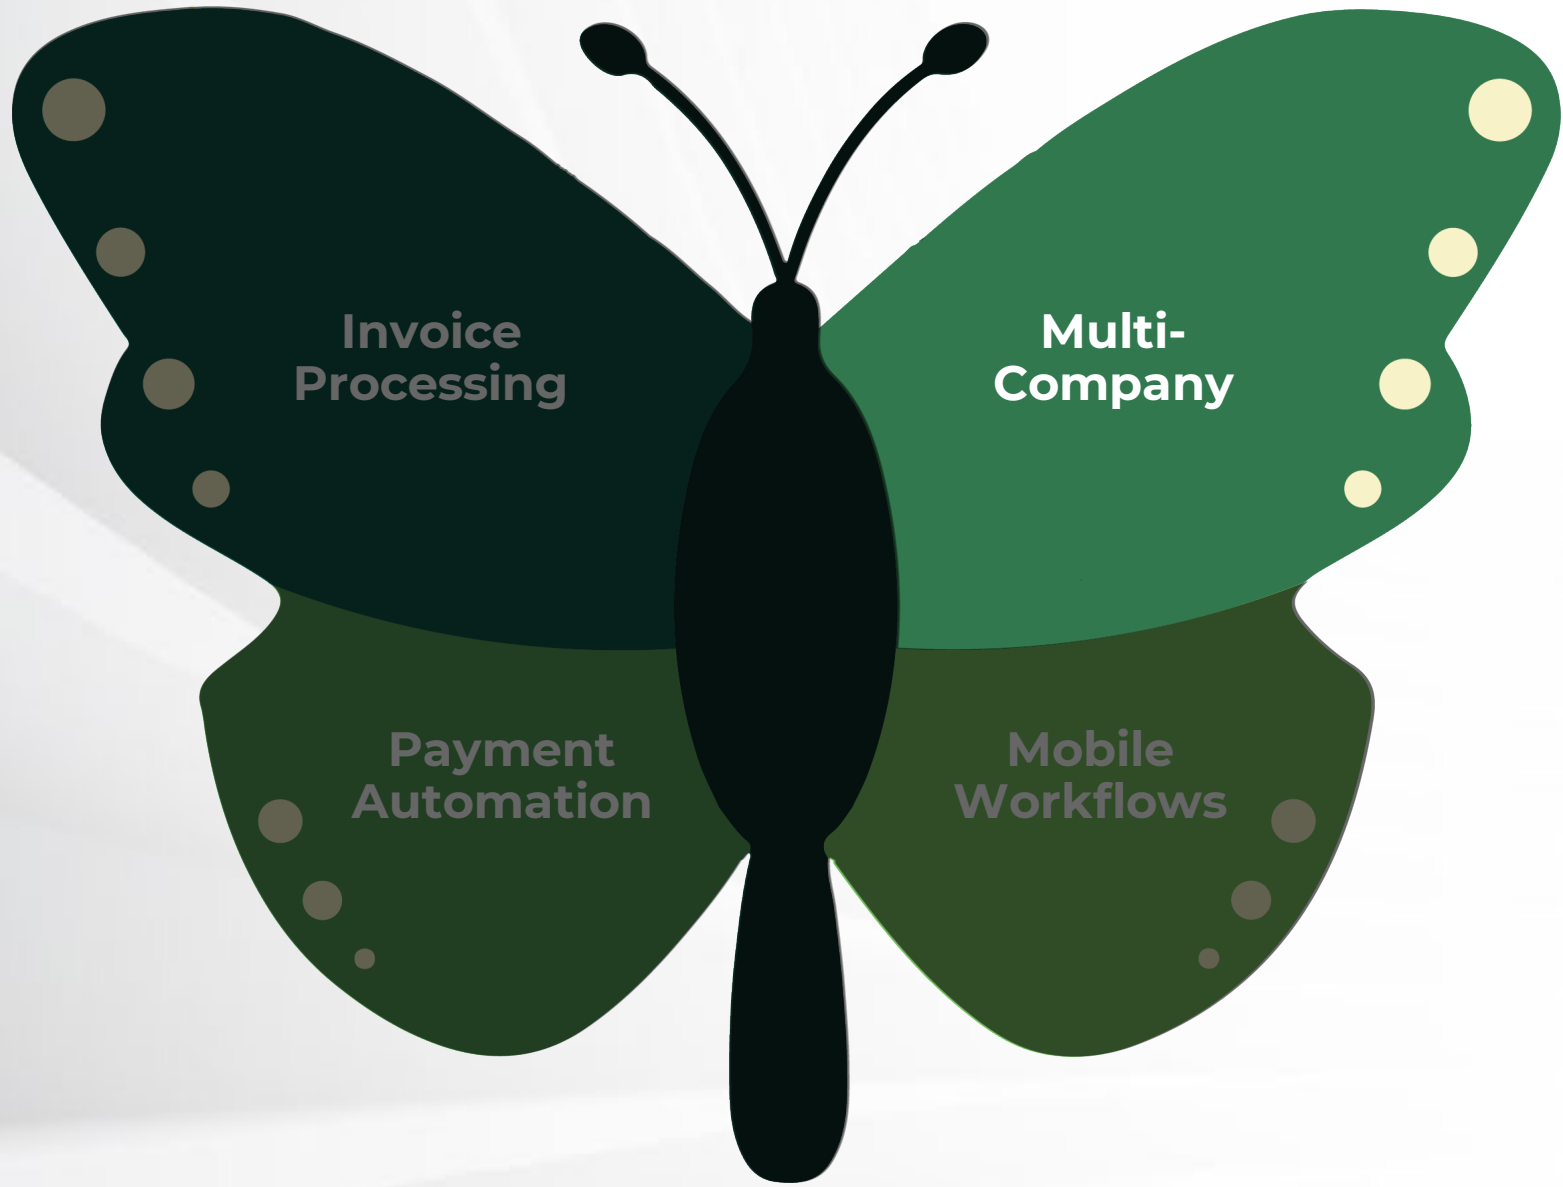 Invoice
Processing
Multi-
Company
Payment
Automation
Mobile
Workflows